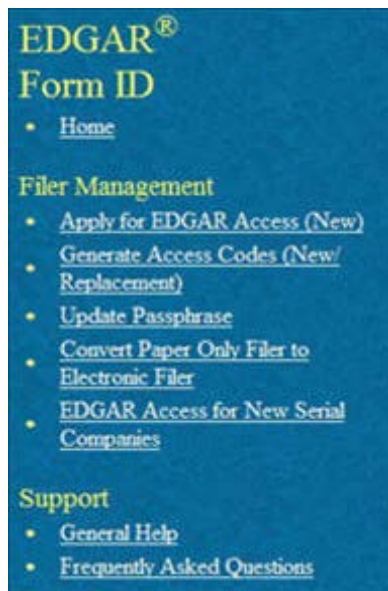 EDGAR®
Form ID
• Home
Filer Management
• Apply for EDGAR Access (New)
• Generate Access Codes (New/
Replacement)
• Update Passphrase
• Convert Paper Only Filer to
Electronic Filer
• EDGAR Access for New Serial
Companies
Support
• General Help
• Frequently Asked Questions